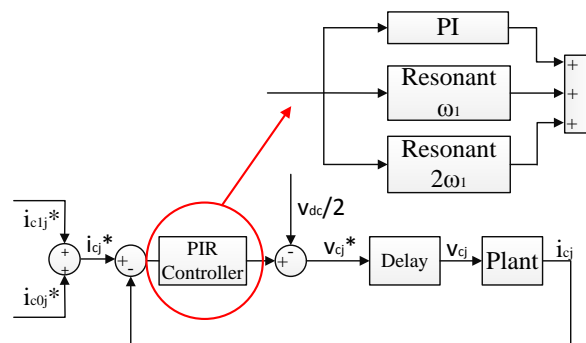 PI
+
Resonant
ω1
+
Resonant
2ω1
+
vdc/2
ic1j*
icj*
PIR
Controller
vcj*
Delay
vcj
Plant
icj
+
+
+
-
+
-
ic0j*